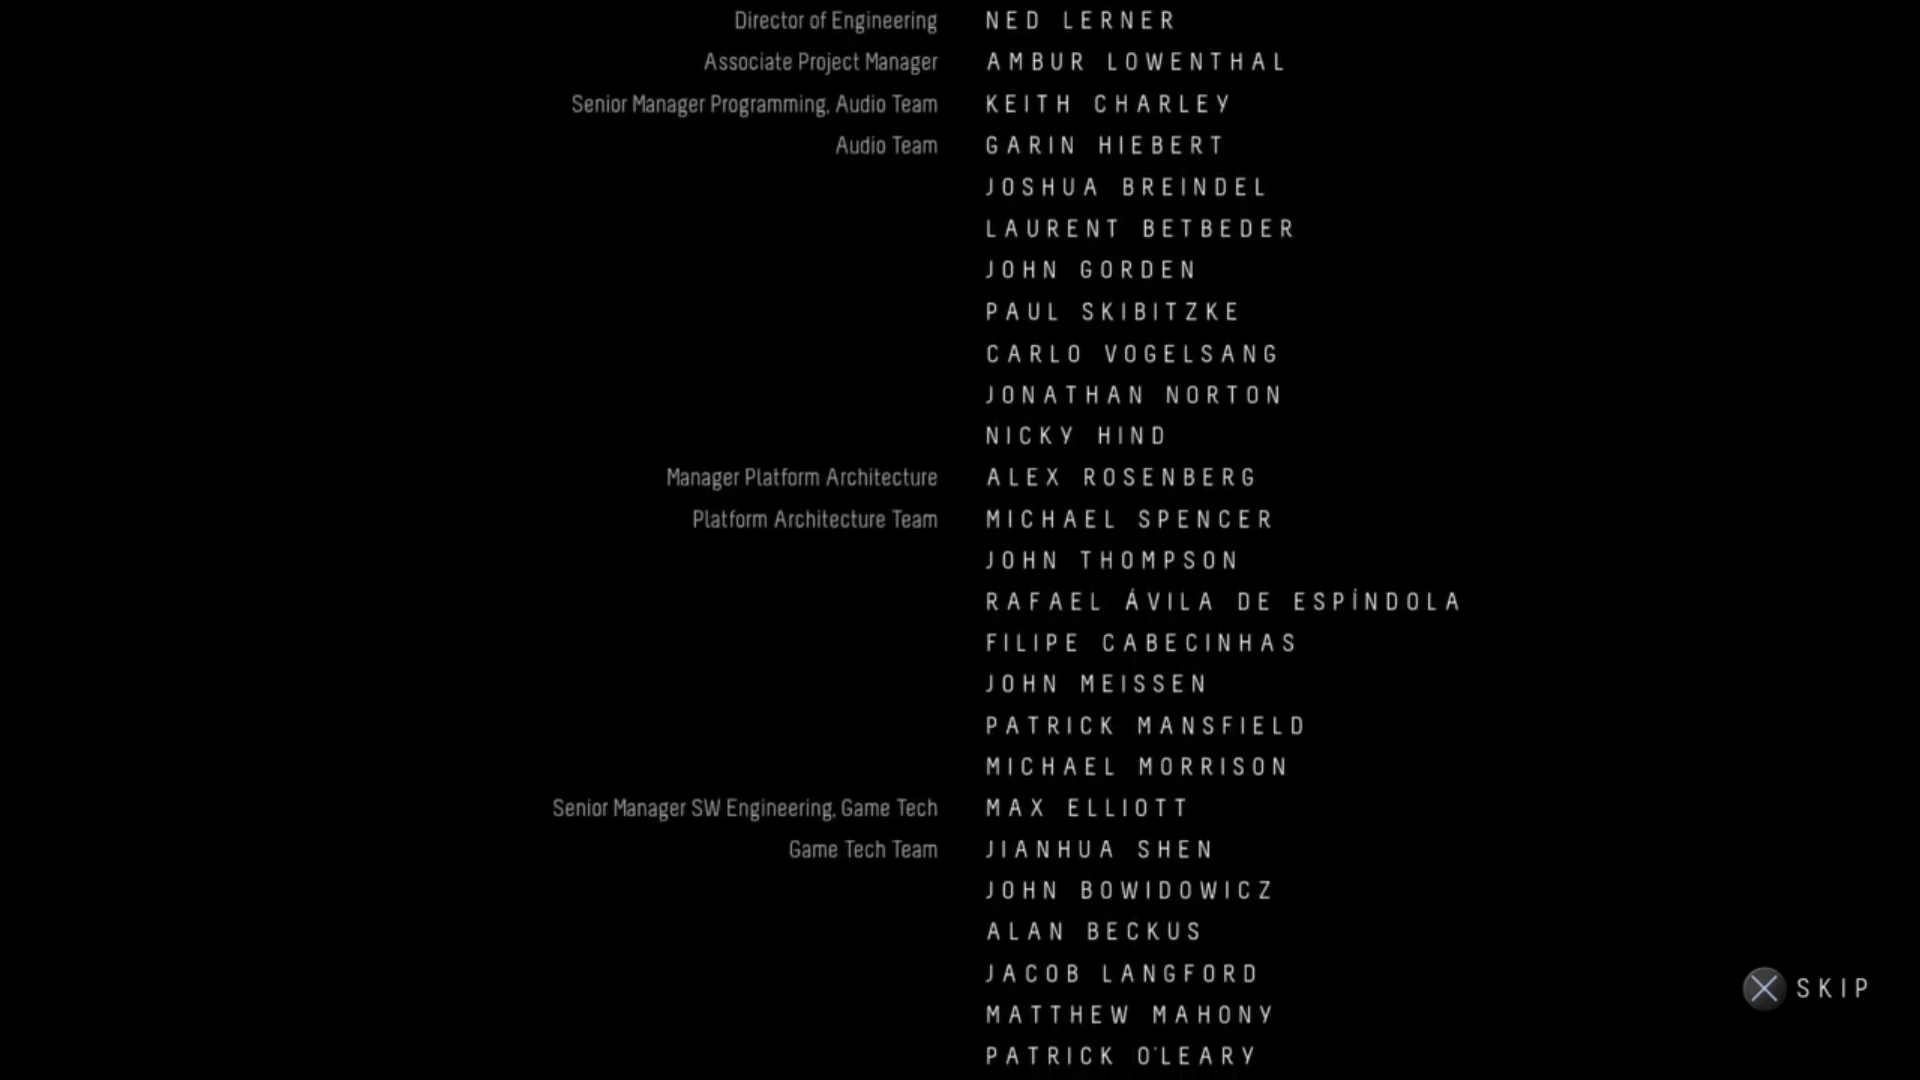 Director of Engineering NED LERNER
Associate Project Manager AMBUR LOWENTHAL
Senior Manager Programming, Audio Team KEITH CHARLEY
Audio Team GARIN HIEBERT
JOSHUA BREINDEL
LAURENT BETBEDER
JOHN GORDEN
PAUL SKIBITZKE
CARLO VOGELSANG
JONATHAN NORTON
NICKY HIND
Manager Platform Architecture ALEX ROSENBERG
Platform Architecture Team MICHAEL SPENCER
JOHN THOMPSON
RAFAEL ÁVILA DE ESPÍNDOLA
FILIPE CABECINHAS
JOHN MEISSEN
PATRICK MANSFIELD
MICHAEL MORRISON
Senior Manager SW Engineering, Game Tech MAX ELLIOTT
Game Tech Team JIANHUA SHEN
JOHN BOWIDOWICZ
ALAN BECKUS
JACOB LANGFORD
SKIP
MATTHEW MAHONY
PATRICK O'LEARY